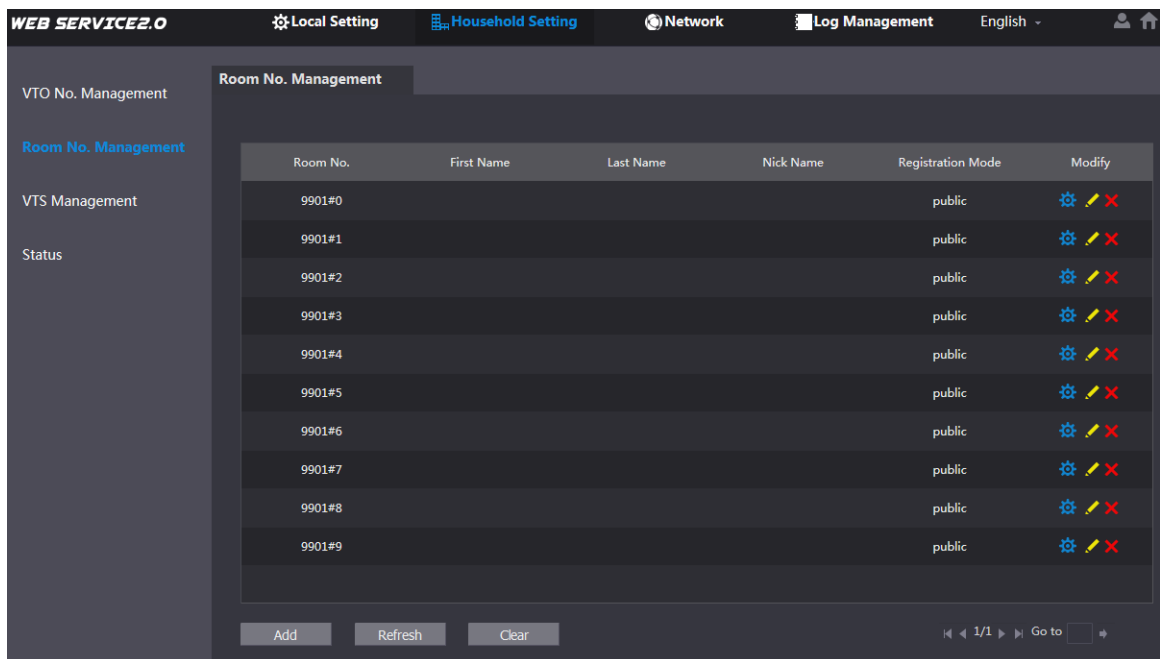 WEB SERVICE2.0 Local Setting Household Setting Network Log Management English
Room No. Management
VTO No. Management
Room No. Management
VTS Management
Status
Room No. First Name Last Name Nick Name Registration Mode Modify
9901#0 public
9901#1 public
9901#2 public
9901#3 public
9901#4 public
9901#5 public
9901#6 public
9901#7 public
9901#8 public
9901#9 public
Add Refresh Clear 1/1 Go to